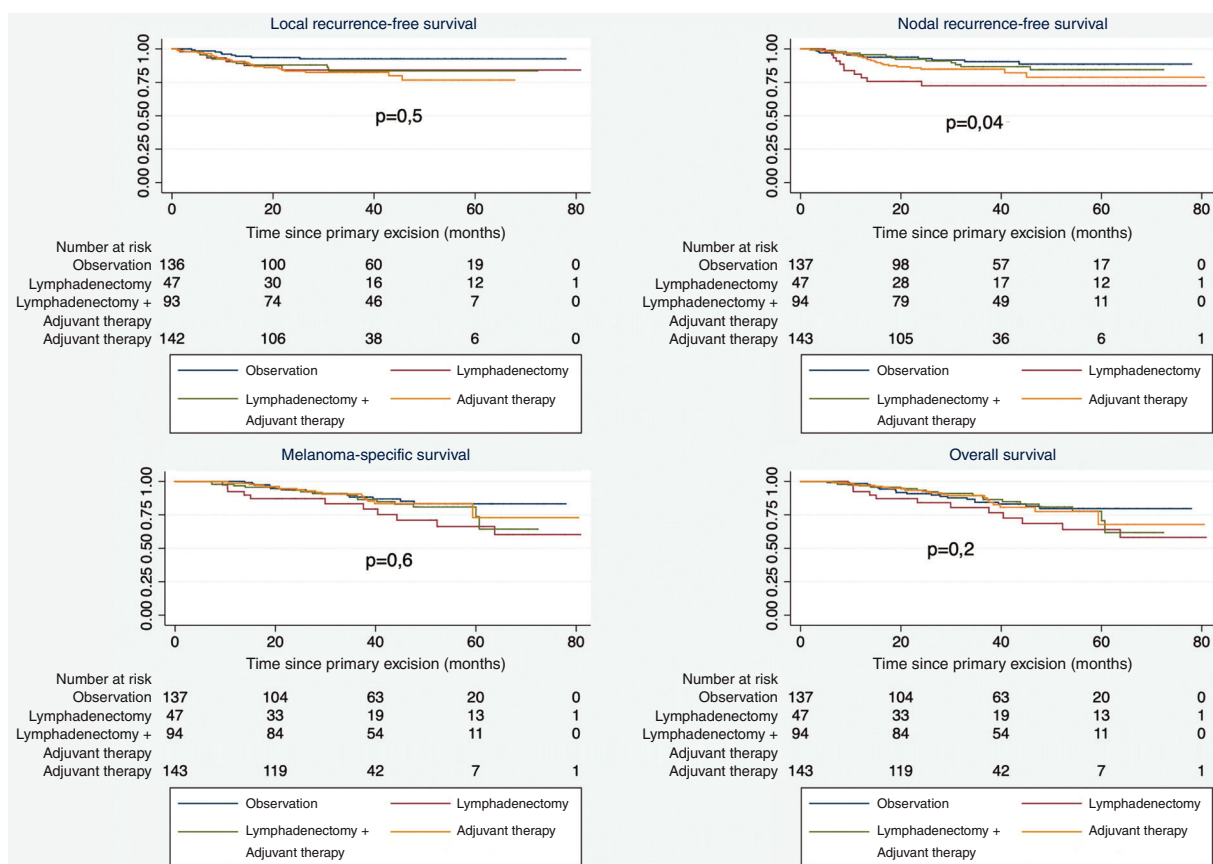 Local recurrence-free survival
1.00
0.75
0.50
0.25
0.00
p=0,5
0 20 40 60 80
Time since primary excision (months)
Number at risk
Observation 136 100 60 19 0
Lymphadenectomy 47 30 16 12 1
Lymphadenectomy + 93 74 46 7 0
Adjuvant therapy
Adjuvant therapy 142 106 38 6 0
Observation Lymphadenectomy
Lymphadenectomy + Adjuvant therapy
Adjuvant therapy
Nodal recurrence-free survival
1.00
0.75
0.50
0.25
0.00
p=0,04
0 20 40 60 80
Time since primary excision (months)
Number at risk
Observation 137 98 57 17 0
Lymphadenectomy 47 28 17 12 1
Lymphadenectomy + 94 79 49 11 0
Adjuvant therapy
Adjuvant therapy 143 105 36 6 1
Observation Lymphadenectomy
Lymphadenectomy + Adjuvant therapy
Adjuvant therapy
Melanoma-specific survival
1.00
0.75
0.50
0.25
0.00
p=0,6
0 20 40 60 80
Time since primary excision (months)
Number at risk
Observation 137 104 63 20 0
Lymphadenectomy 47 33 19 13 1
Lymphadenectomy + 94 84 54 11 0
Adjuvant therapy
Adjuvant therapy 143 119 42 7 1
Observation Lymphadenectomy
Lymphadenectomy + Adjuvant therapy
Adjuvant therapy
Overall survival
1.00
0.75
0.50
0.25
0.00
p=0,2
0 20 40 60 80
Time since primary excision (months)
Number at risk
Observation 137 104 63 20 0
Lymphadenectomy 47 33 19 13 1
Lymphadenectomy + 94 84 54 11 0
Adjuvant therapy
Adjuvant therapy 143 119 42 7 1
Observation Lymphadenectomy
Lymphadenectomy + Adjuvant therapy
Adjuvant therapy